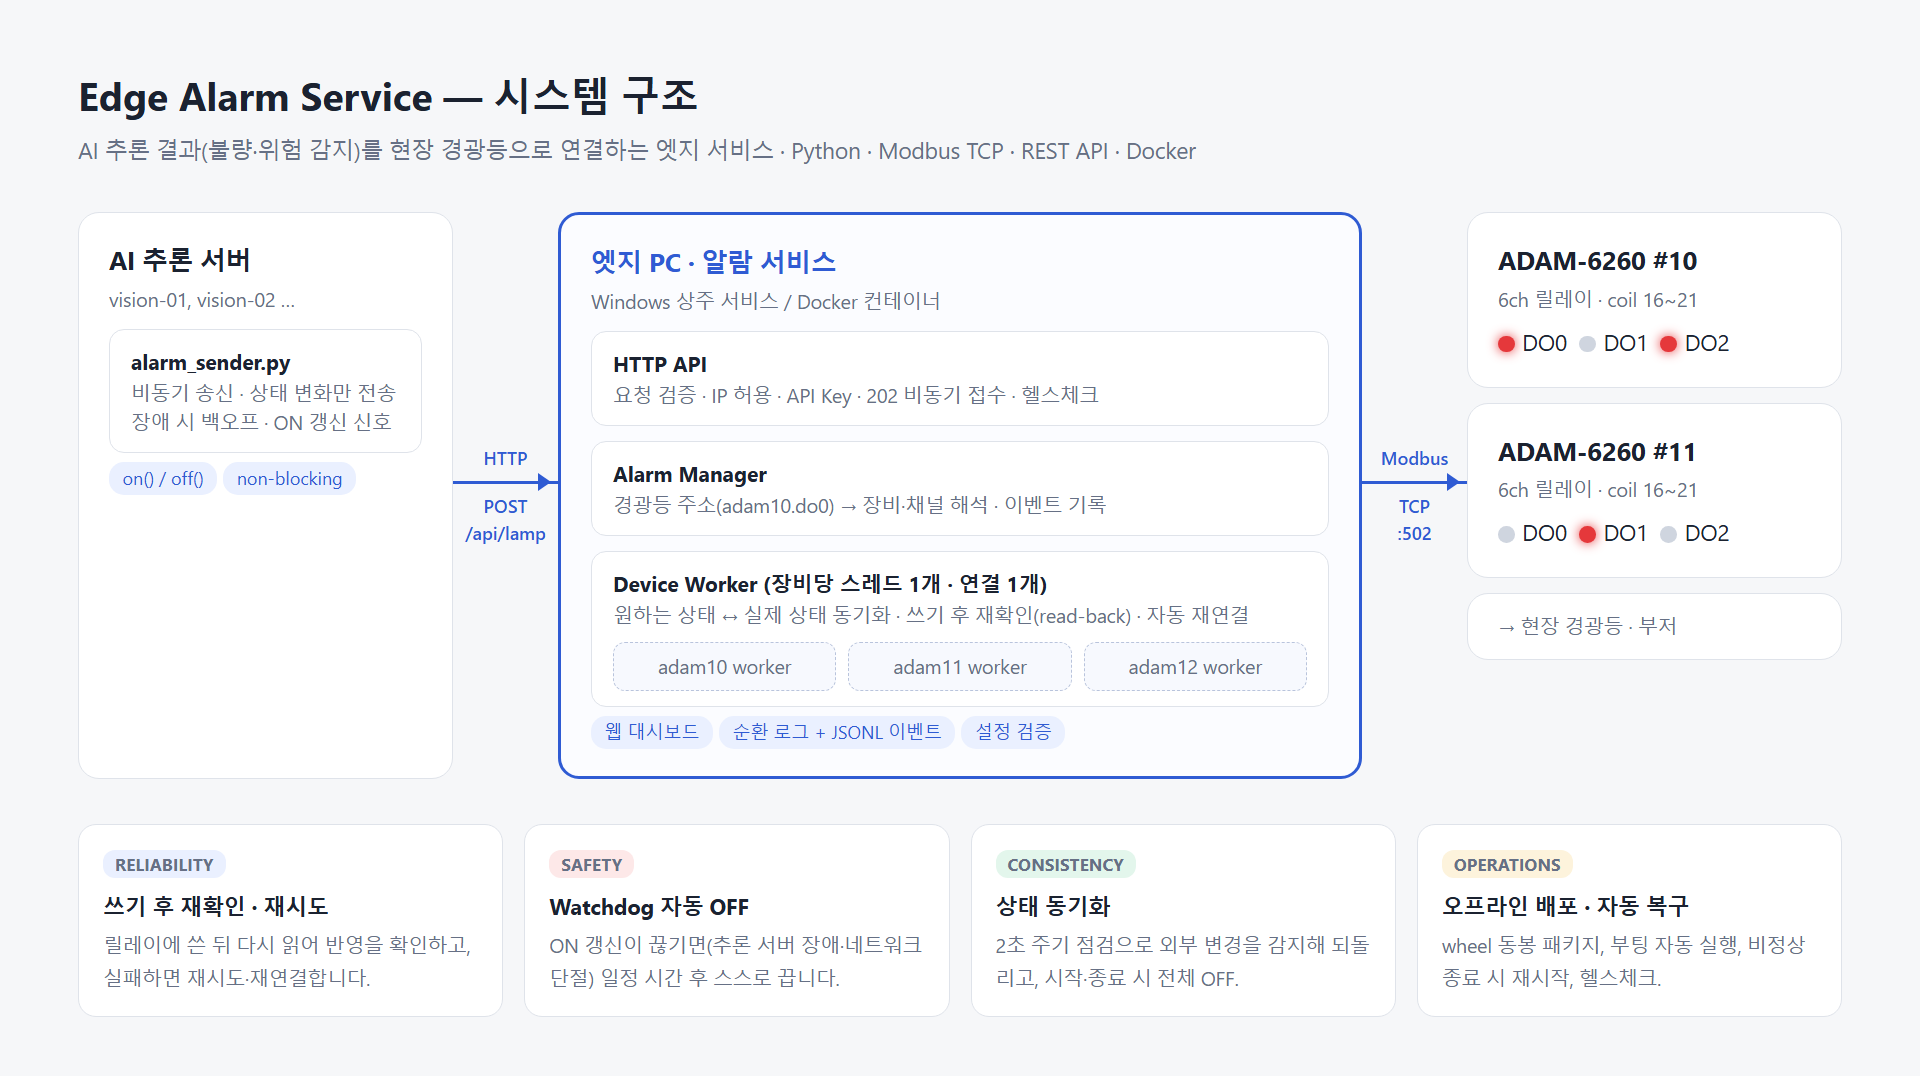 Edge Alarm Service — 시스템 구조
AI 추론 결과(불량·위험 감지)를 현장 경광등으로 연결하는 엣지 서비스 · Python · Modbus TCP · REST API · Docker
AI 추론 서버
vision-01, vision-02 ...
alarm_sender.py
비동기 송신 · 상태 변화만 전송
장애 시 백오프 · ON 갱신 신호
on() / off()
non-blocking
HTTP
POST
/api/lamp
엣지 PC · 알람 서비스
Windows 상주 서비스 / Docker 컨테이너
HTTP API
요청 검증 · IP 허용 · API Key · 202 비동기 접수 · 헬스체크
Alarm Manager
경광등 주소(adam10.do0) → 장비·채널 해석 · 이벤트 기록
Device Worker (장비당 스레드 1개 · 연결 1개)
원하는 상태 ↔ 실제 상태 동기화 · 쓰기 후 재확인(read-back) · 자동 재연결
adam10 worker
adam11 worker
adam12 worker
웹 대시보드
순환 로그 + JSONL 이벤트
설정 검증
Modbus
TCP
:502
ADAM-6260 #10
6ch 릴레이 · coil 16~21
DO0 DO1 DO2
ADAM-6260 #11
6ch 릴레이 · coil 16~21
DO0 DO1 DO2
→ 현장 경광등 · 부저
RELIABILITY
쓰기 후 재확인 · 재시도
릴레이에 쓴 뒤 다시 읽어 반영을 확인하고,
실패하면 재시도·재연결합니다.
SAFETY
Watchdog 자동 OFF
ON 갱신이 끊기면(추론 서버 장애·네트워크
단절) 일정 시간 후 스스로 끕니다.
CONSISTENCY
상태 동기화
2초 주기 점검으로 외부 변경을 감지해 되돌
리고, 시작·종료 시 전체 OFF.
OPERATIONS
오프라인 배포 · 자동 복구
wheel 동봉 패키지, 부팅 자동 실행, 비정상
종료 시 재시작, 헬스체크.